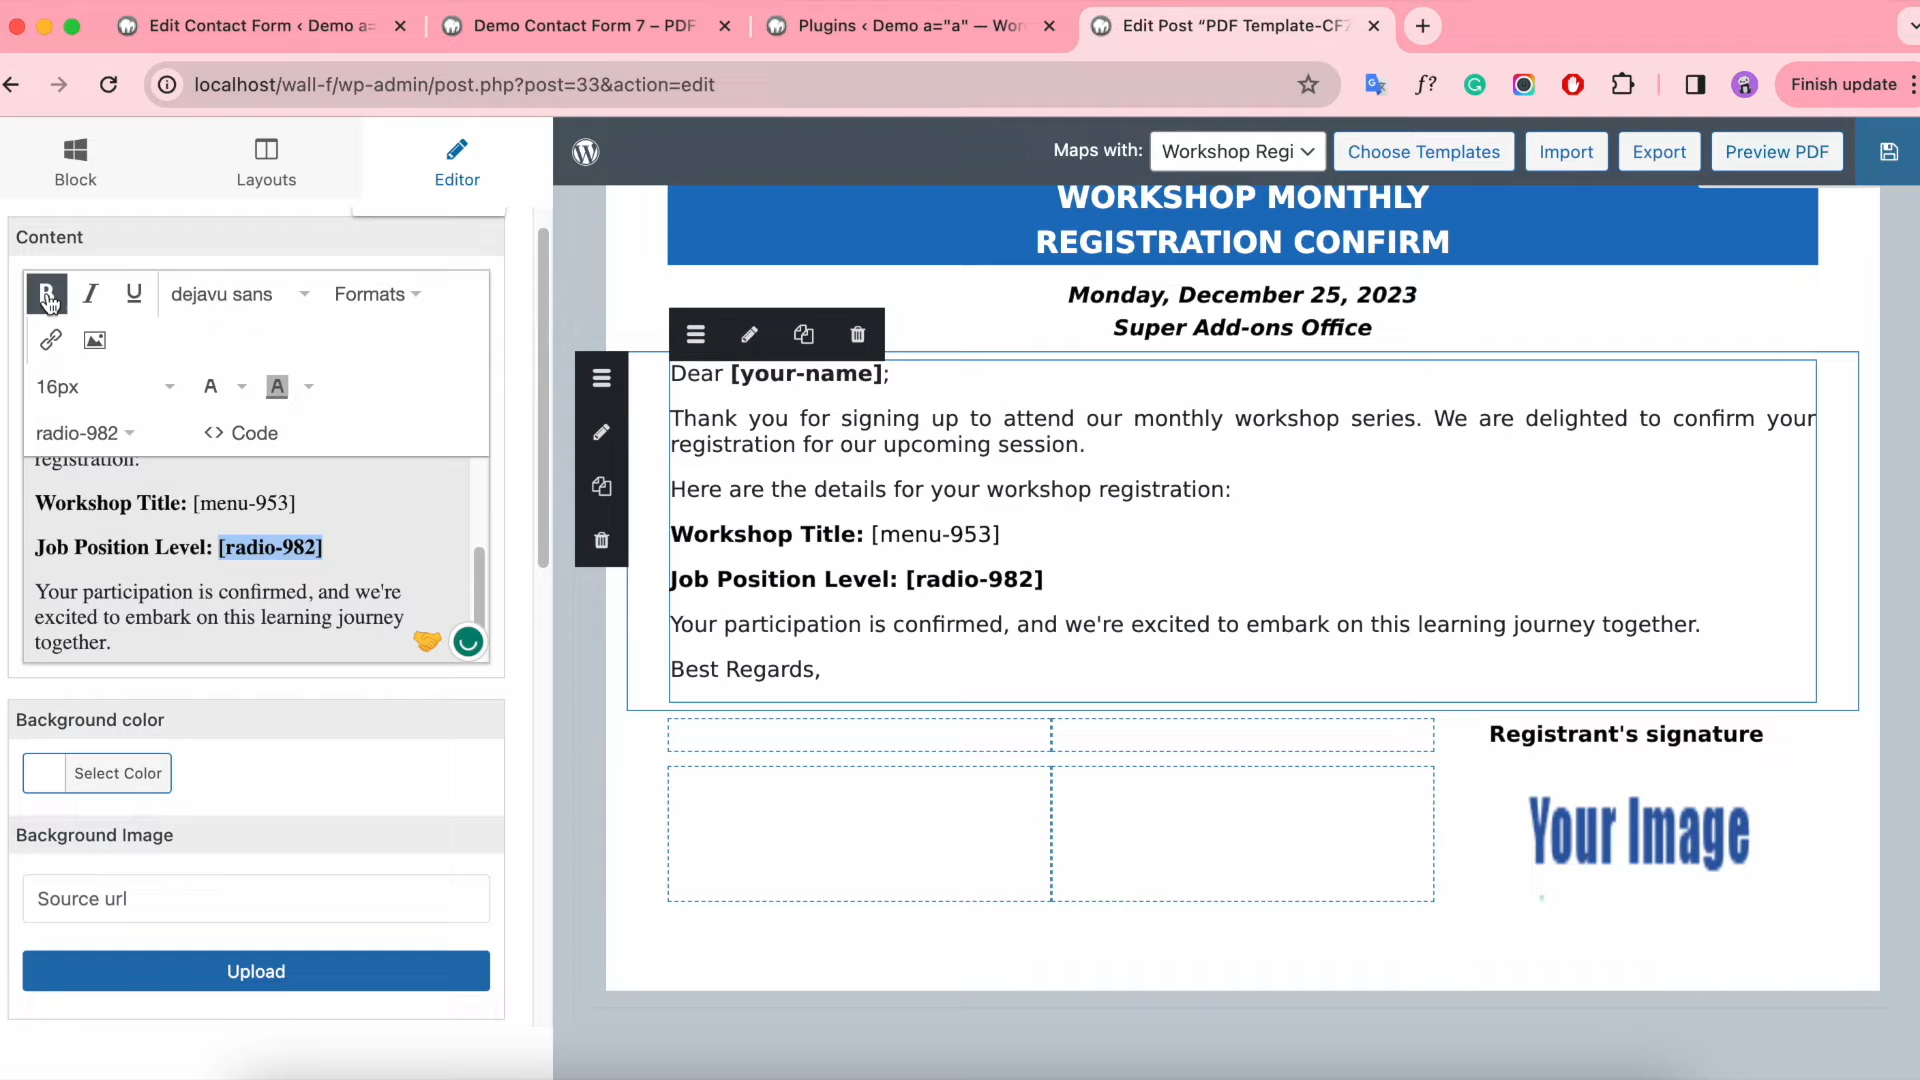 Edit Contact Form ‹ Demo a=
Demo Contact Form 7 – PDF
Plugins ‹ Demo a="a" — Wor
Edit Post “PDF Template-CF7
localhost/wall-f/wp-admin/post.php?post=33&action=edit
f?
Finish update
Block
Layouts
Editor
Maps with:
Workshop Regi
Choose Templates
Import
Export
Preview PDF
Content
B
I
U
dejavu sans
Formats
16px
A
A
radio-982
<> Code
registration:
Workshop Title: [menu-953]
Job Position Level: [radio-982]
Your participation is confirmed, and we're
excited to embark on this learning journey
together.
Background color
Select Color
Background Image
Source url
Upload
WORKSHOP MONTHLY
REGISTRATION CONFIRM
Monday, December 25, 2023
Super Add-ons Office
Dear [your-name];
Thank you for signing up to attend our monthly workshop series. We are delighted to confirm your
registration for our upcoming session.
Here are the details for your workshop registration:
Workshop Title: [menu-953]
Job Position Level: [radio-982]
Your participation is confirmed, and we're excited to embark on this learning journey together.
Best Regards,
Registrant's signature
Your Image